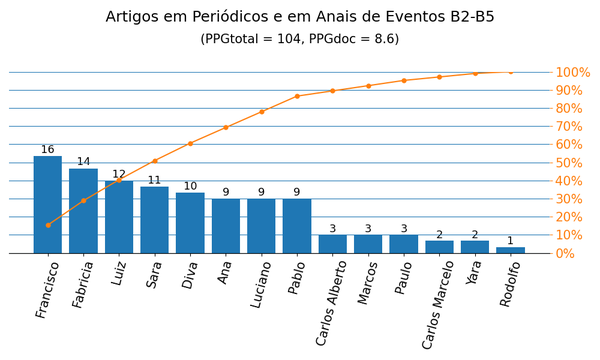 Artigos em Periódicos e em Anais de Eventos B2-B5
(PPGtotal = 104, PPGdoc = 8.6)
16
14
12
11
10
9
9
9
3
3
3
2
2
1
100%
90%
80%
70%
60%
50%
40%
30%
20%
10%
0%
Francisco
Fabricia
Luiz
Sara
Diva
Ana
Luciano
Pablo
Carlos Alberto
Marcos
Paulo
Carlos Marcelo
Yara
Rodolfo